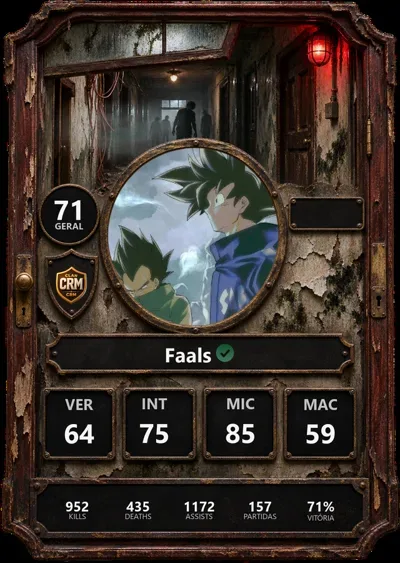 71
GERAL
CLAN
CRM
CRM
Faals
VER INT MIC MAC
64 75 85 59
952 435 1172 157 71%
KILLS DEATHS ASSISTS PARTIDAS VITÓRIA